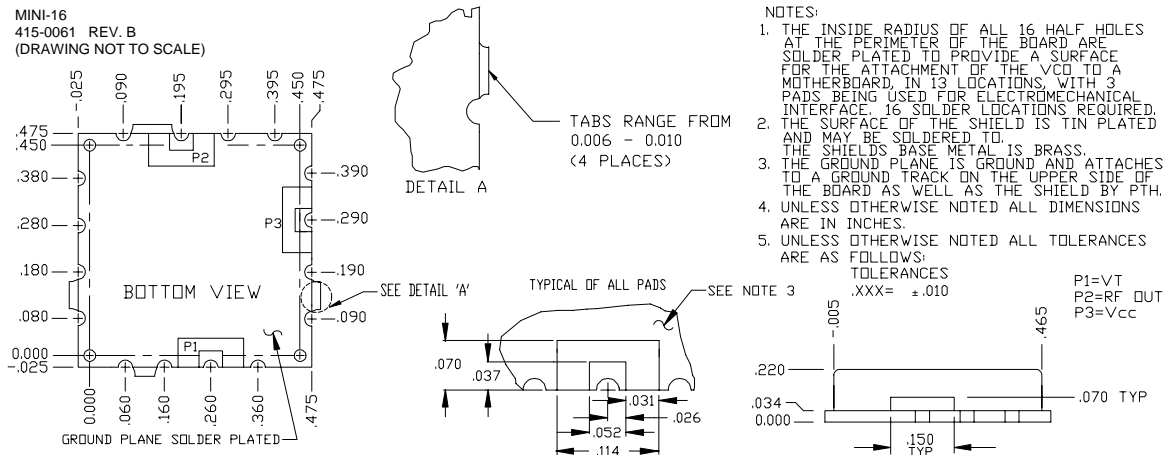 MINI-16
415-0061 REV. B
(DRAWING NOT TO SCALE)
-.025
.090
.195
.295
.395
.450
.475
.475
.450
.380
.280
.180
.080
0.000
-.025
P2
.390
P3
.290
.190
.090
BOTTOM VIEW
SEE DETAIL 'A'
P1
0.000
.060
.160
.260
.360
.475
GROUND PLANE SOLDER PLATED
TABS RANGE FROM
0.006 - 0.010
(4 PLACES)
DETAIL A
TYPICAL OF ALL PADS
SEE NOTE 3
.070
.037
.031
.026
.052
.114
NOTES:
1. THE INSIDE RADIUS OF ALL 16 HALF HOLES
AT THE PERIMETER OF THE BOARD ARE
SOLDER PLATED TO PROVIDE A SURFACE
FOR THE ATTACHMENT OF THE VCO TO A
MOTHERBOARD, IN 13 LOCATIONS, WITH 3
PADS BEING USED FOR ELECTROMECHANICAL
INTERFACE. 16 SOLDER LOCATIONS REQUIRED.
2. THE SURFACE OF THE SHIELD IS TIN PLATED
AND MAY BE SOLDERED TO.
THE SHIELDS BASE METAL IS BRASS.
3. THE GROUND PLANE IS GROUND AND ATTACHES
TO A GROUND TRACK ON THE UPPER SIDE OF
THE BOARD AS WELL AS THE SHIELD BY PTH.
4. UNLESS OTHERWISE NOTED ALL DIMENSIONS
ARE IN INCHES.
5. UNLESS OTHERWISE NOTED ALL TOLERANCES
ARE AS FOLLOWS:
TOLERANCES
.XXX= ±.010
P1=VT
P2=RF OUT
P3=Vcc
-.005
.465
.220
.034
0.000
.070 TYP
.150
TYP